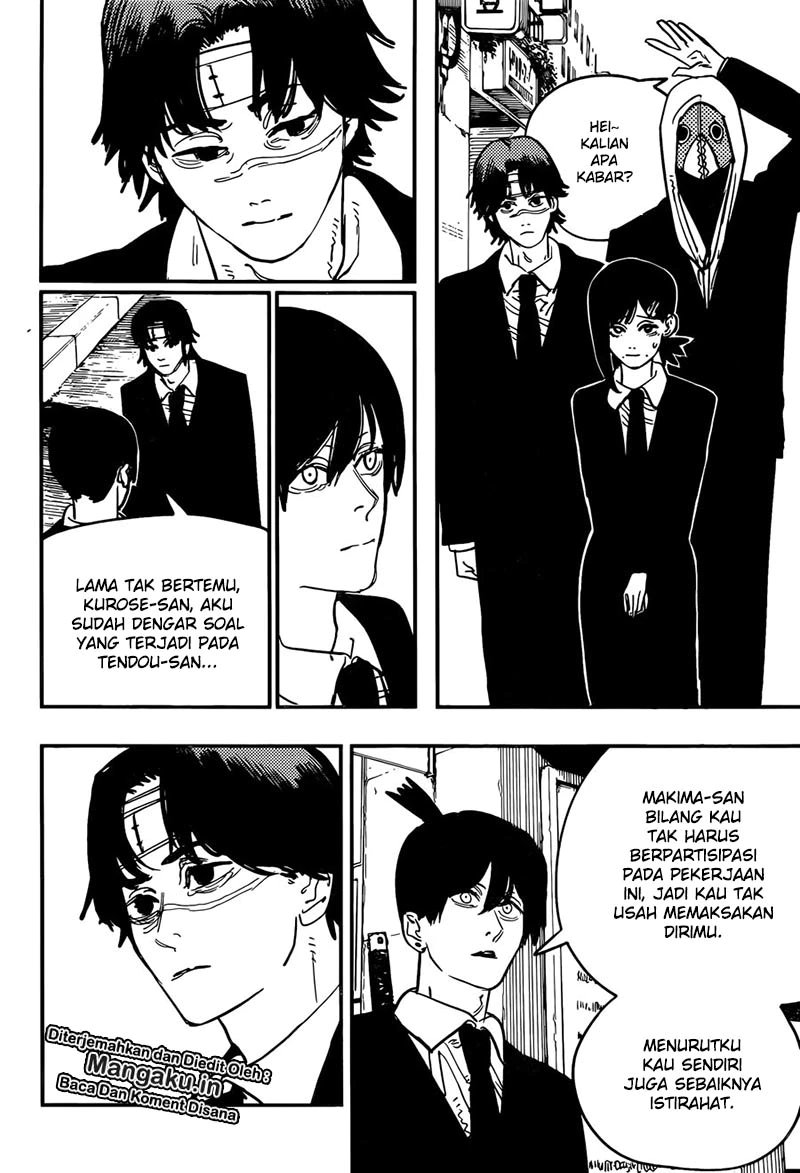 HEI~
KALIAN
APA
KABAR?
LAMA TAK BERTEMU,
KUROSE-SAN, AKU
SUDAH DENGAR SOAL
YANG TERJADI PADA
TENDOU-SAN...
MAKIMA-SAN
BILANG KAU
TAK HARUS
BERPARTISIPASI
PADA PEKERJAAN
INI, JADI KAU TAK
USAH MEMAKSAKAN
DIRIMU.
MENURUTKU
KAU SENDIRI
JUGA SEBAIKNYA
ISTIRAHAT.
Diterjemahkan dan Diedit Oleh:
Mangaku.in
Baca Dan Koment Disana